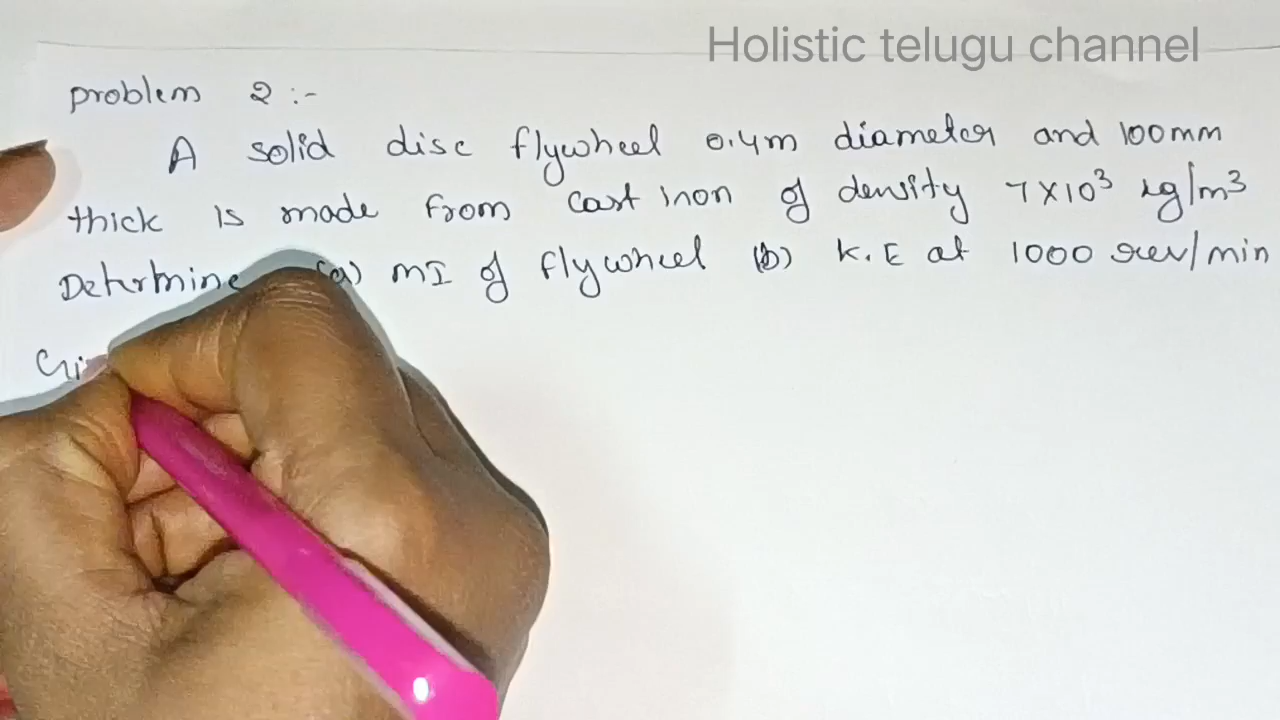 Holistic telugu channel
Problem 2 :-
A solid disc flywheel 0.4m diameter and 100mm
thick is made from cast iron of density 7×10³ kg/m³
Determine (a) MI of flywheel (b) K.E at 1000 rev/min
Gi